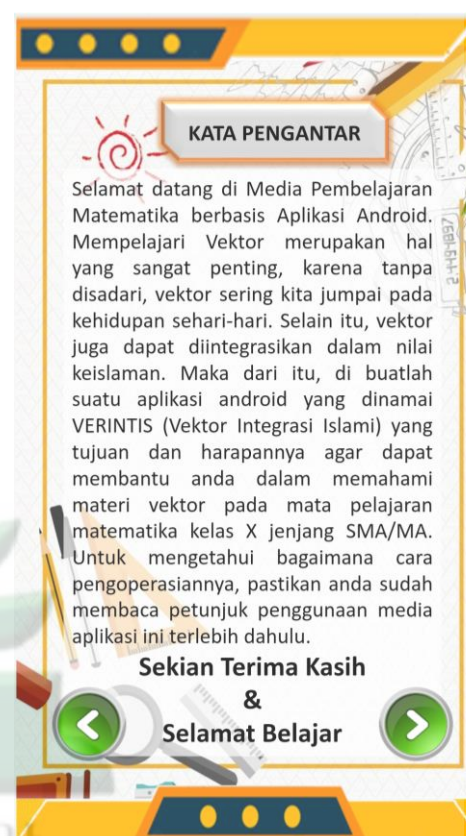 KATA PENGANTAR
Selamat datang di Media Pembelajaran
Matematika berbasis Aplikasi Android.
Mempelajari Vektor merupakan hal
yang sangat penting, karena tanpa
disadari, vektor sering kita jumpai pada
kehidupan sehari-hari. Selain itu, vektor
juga dapat diintegrasikan dalam nilai
keislaman. Maka dari itu, di buatlah
suatu aplikasi android yang dinamai
VERINTIS (Vektor Integrasi Islami) yang
tujuan dan harapannya agar dapat
membantu anda dalam memahami
materi vektor pada mata pelajaran
matematika kelas X jenjang SMA/MA.
Untuk mengetahui bagaimana cara
pengoperasiannya, pastikan anda sudah
membaca petunjuk penggunaan media
aplikasi ini terlebih dahulu.
Sekian Terima Kasih
&
Selamat Belajar